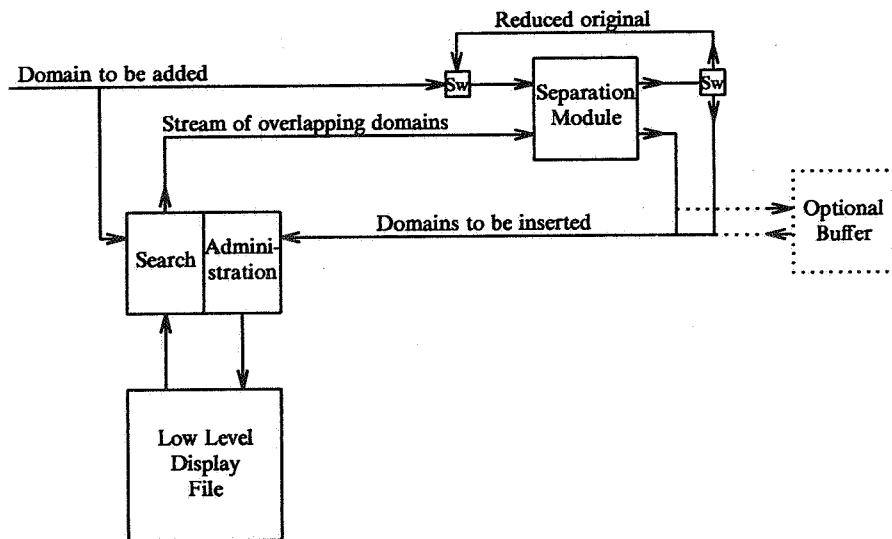 Reduced original
Domain to be added
Sw
Sw
Separation
Module
Stream of overlapping domains
Domains to be inserted
Optional
Buffer
Search
Admini-
stration
Low Level
Display
File